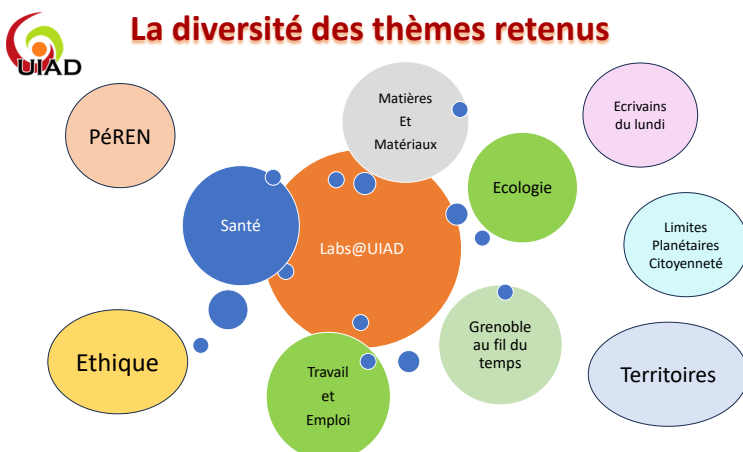 La diversité des thèmes retenus
UIAD
PéREN
Matières
Et
Matériaux
Ecrivains
du lundi
Ecologie
Santé
Labs@UIAD
Limites
Planétaires
Citoyenneté
Ethique
Travail
et
Emploi
Grenoble
au fil du
temps
Territoires